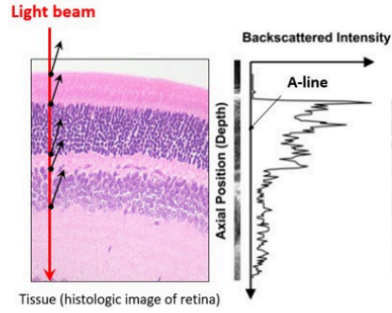 Light beam
Backscattered Intensity
A-line
Axial Position (Depth)
Tissue (histologic image of retina)